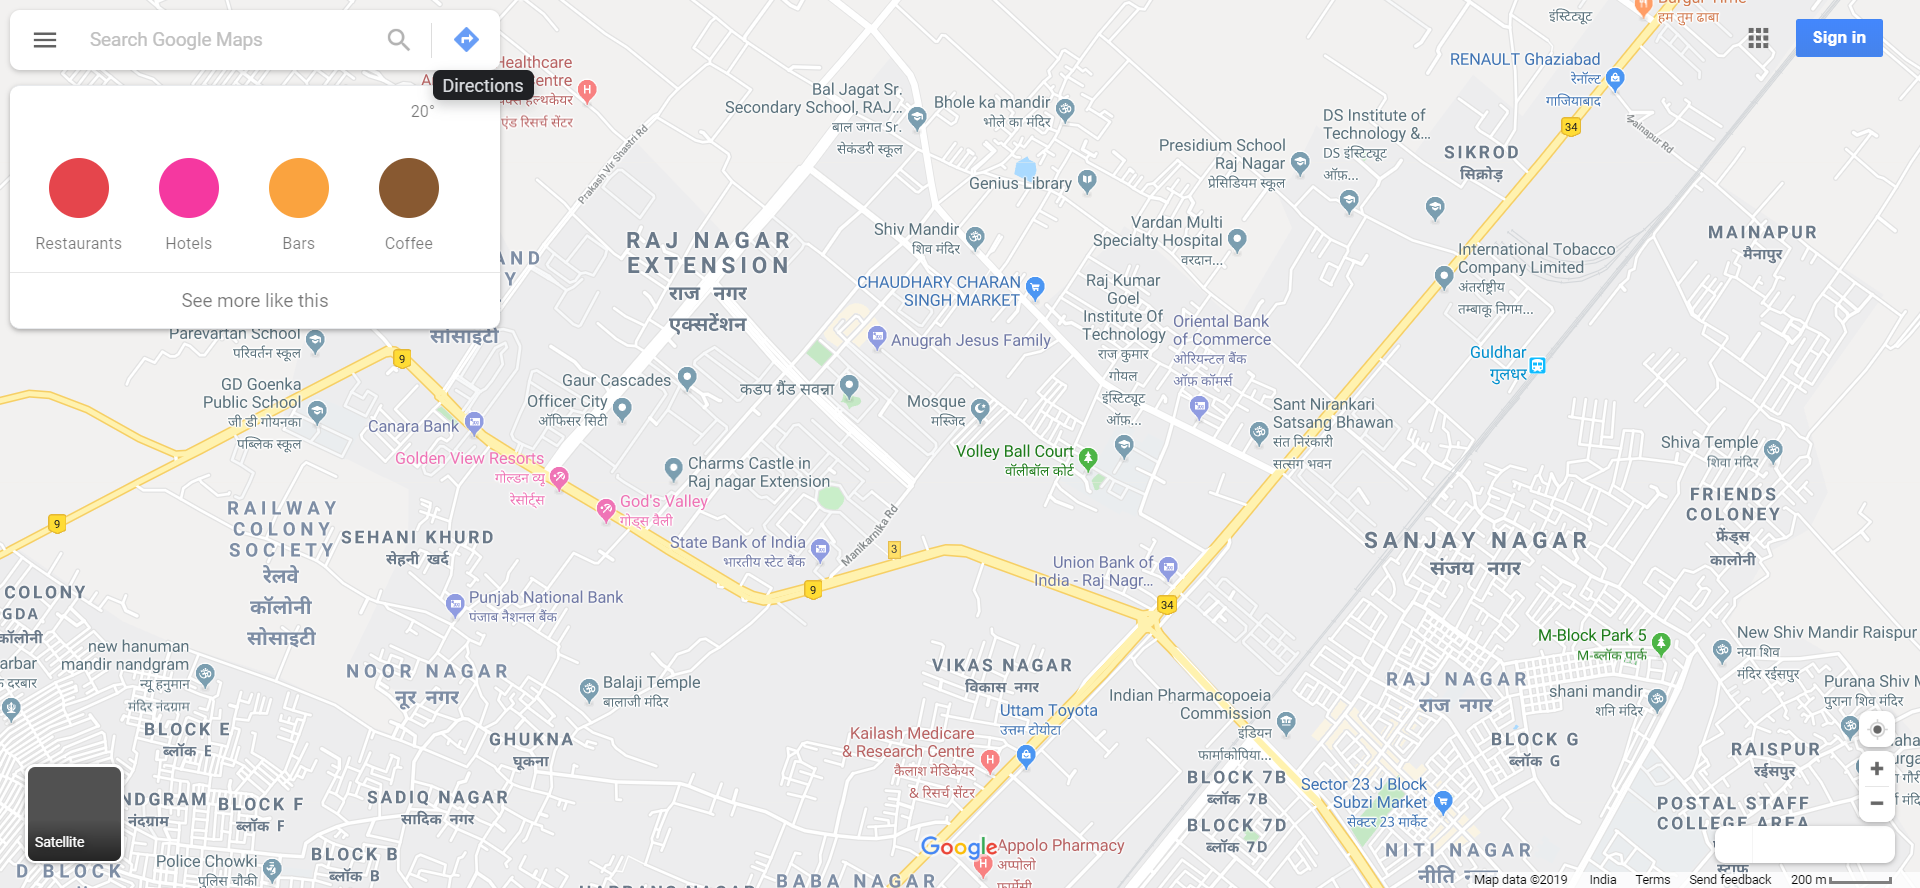 Search Google Maps
Directions
20°
Restaurants
Hotels
Bars
Coffee
See more like this
Satellite
Sign in
Healthcare
हेल्थकेयर
एंड रिसर्च सेंटर
Prakash Vir Shastri Rd
Bal Jagat Sr.
Secondary School, RAJ...
बाल जगत Sr.
सेकंडरी स्कूल
Bhole ka mandir
भोले का मंदिर
Genius Library
Presidium School
Raj Nagar
प्रेसिडियम स्कूल
DS Institute of
Technology &...
DS इंस्टिट्यूट
ऑफ़...
इंस्टिट्यूट
हम तुम ढाबा
RENAULT Ghaziabad
रेनॉल्ट
गाजियाबाद
34
Mainapur Rd
SIKROD
सिक्रोड़
MAINAPUR
मैनापुर
Shiv Mandir
शिव मंदिर
Vardan Multi
Specialty Hospital
वरदान...
RAJ NAGAR
EXTENSION
राज नगर
एक्सटेंशन
CHAUDHARY CHARAN
SINGH MARKET
Raj Kumar
Goel
Institute Of
Technology
राज कुमार
गोयल
इंस्टिट्यूट
ऑफ़...
International Tobacco
Company Limited
अंतर्राष्ट्रीय
तम्बाकू निगम...
Oriental Bank
of Commerce
ओरियन्टल बैंक
ऑफ़ कॉमर्स
Anugrah Jesus Family
Guldhar
गुलधर
Parevartan School
परिवर्तन स्कूल
सोसाइटी
9
GD Goenka
Public School
जी डी गोयनका
पब्लिक स्कूल
Gaur Cascades
Officer City
ऑफिसर सिटी
कडप ग्रैंड सवन्ना
Mosque
मस्जिद
Canara Bank
Golden View Resorts
गोल्डन व्यू
रेसोर्ट्स
Charms Castle in
Raj nagar Extension
God's Valley
गोड्स वैली
Volley Ball Court
वॉलीबॉल कोर्ट
Sant Nirankari
Satsang Bhawan
संत निरंकारी
सत्संग भवन
Shiva Temple
शिवा मंदिर
FRIENDS
COLONEY
फ्रेंड्स
कालोनी
RAILWAY
COLONY
SOCIETY
रेलवे
कॉलोनी
सोसाइटी
9
SEHANI KHURD
सेहनी खर्द
State Bank of India
भारतीय स्टेट बैंक
Manikarnika Rd
3
9
Union Bank of
India - Raj Nagr...
34
SANJAY NAGAR
संजय नगर
COLONY
GDA
कॉलोनी
Punjab National Bank
पंजाब नैशनल बैंक
new hanuman
mandir nandgram
न्यू हनुमान
मंदिर नंदग्राम
NOOR NAGAR
नूर नगर
Balaji Temple
बालाजी मंदिर
VIKAS NAGAR
विकास नगर
M-Block Park 5
M-ब्लॉक पार्क
New Shiv Mandir Raispur
नया शिव
मंदिर रईसपुर
RAJ NAGAR
राज नगर
shani mandir
शनि मंदिर
Purana Shiv M
पुराना शिव मंदिर
Indian Pharmacopoeia
Commission
इंडियन
फार्माकोपिया...
Uttam Toyota
उत्तम टोयोटा
Kailash Medicare
& Research Centre
कैलाश मेडिकेयर
& रिसर्च सेंटर
BLOCK E
ब्लॉक E
GHUKNA
घूकना
BLOCK G
ब्लॉक G
RAISPUR
रईसपुर
BLOCK 7B
ब्लॉक 7B
BLOCK 7D
ब्लॉक 7D
Sector 23 J Block
Subzi Market
सेक्टर 23 मार्केट
POSTAL STAFF
COLLEGE AREA
स्टाफ़
NDGRAM
नंदग्राम
BLOCK F
ब्लॉक F
SADIQ NAGAR
सादिक नगर
BLOCK B
ब्लॉक B
Police Chowki
पुलिस चौकी
D BLOCK
Google
Appolo Pharmacy
अप्पोलो
फार्मेसी
BABA NAGAR
NITI NAGAR
नीति नगर
Map data ©2019
India
Terms
Send feedback
200 m